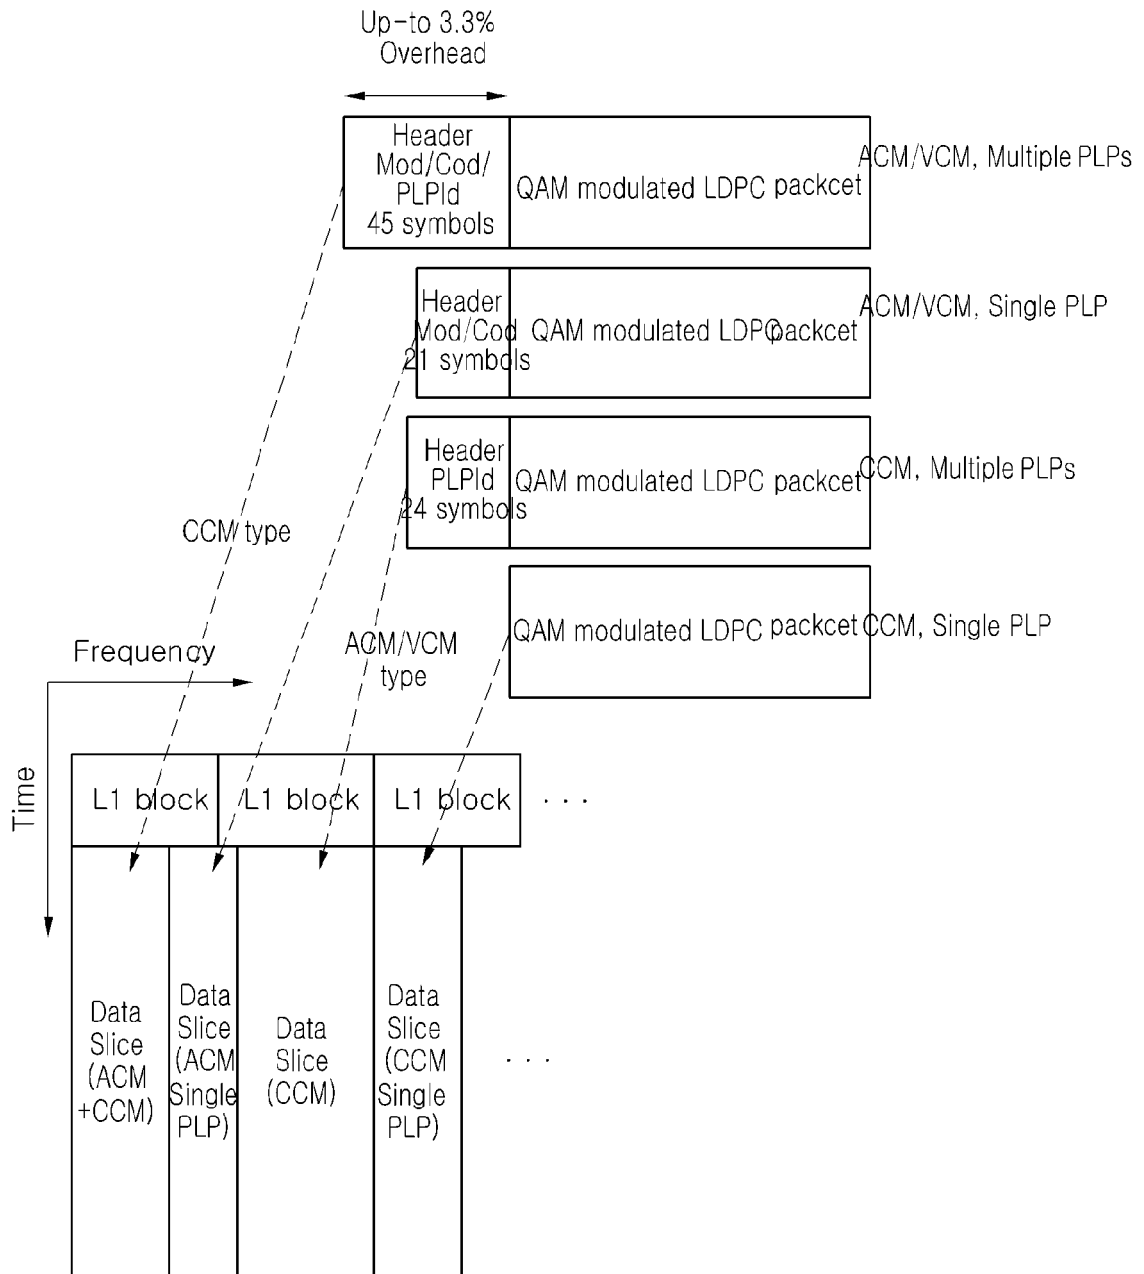 Up-to 3.3%
Overhead
Header
Mod/Cod/
PLPId
45 symbols
QAM modulated LDPC packcet
ACM/VCM, Multiple PLPs
Header
Mod/Cod
21 symbols
QAM modulated LDPC packcet
ACM/VCM, Single PLP
Header
PLPId
24 symbols
QAM modulated LDPC packcet
CCM, Multiple PLPs
CCM type
QAM modulated LDPC packcet
CCM, Single PLP
ACM/VCM
type
Frequency
Time
L1 block
L1 block
L1 block
. . .
Data
Slice
(ACM
+CCM)
Data
Slice
(ACM
Single
PLP)
Data
Slice
(CCM)
Data
Slice
(CCM
Single
PLP)
. . .